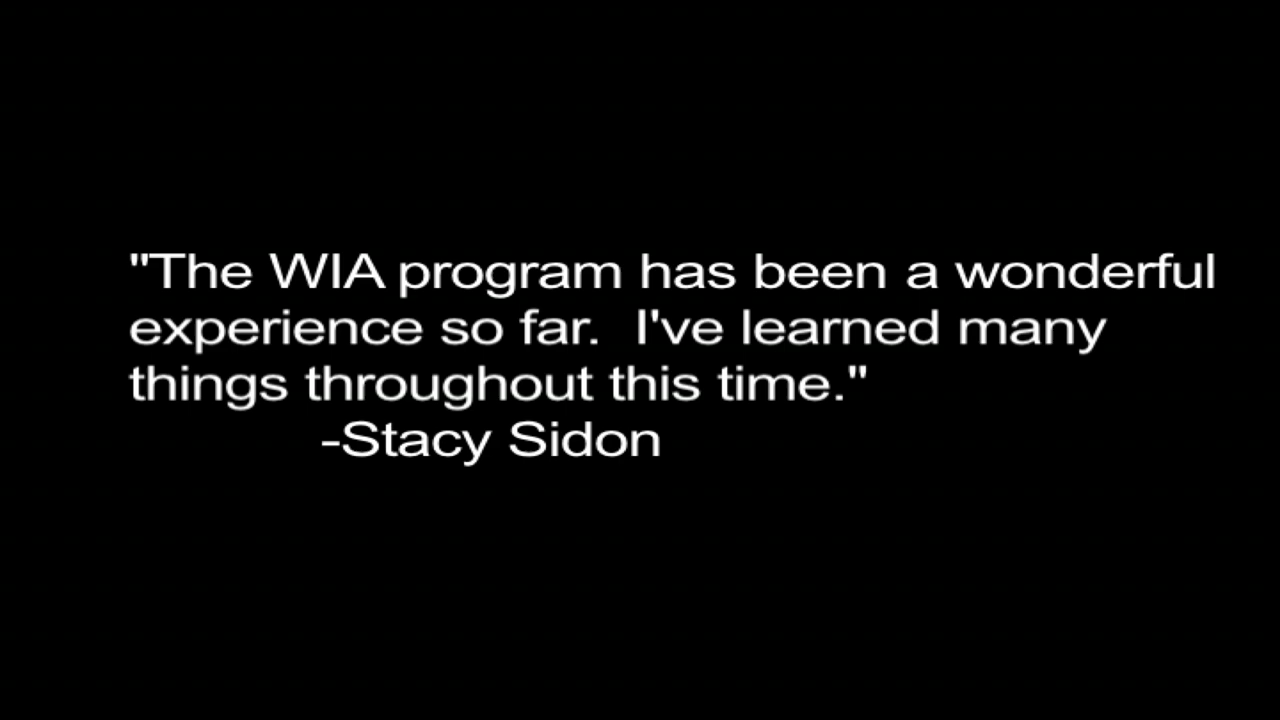 "The WIA program has been a wonderful
experience so far.  I've learned many
things throughout this time."
-Stacy Sidon